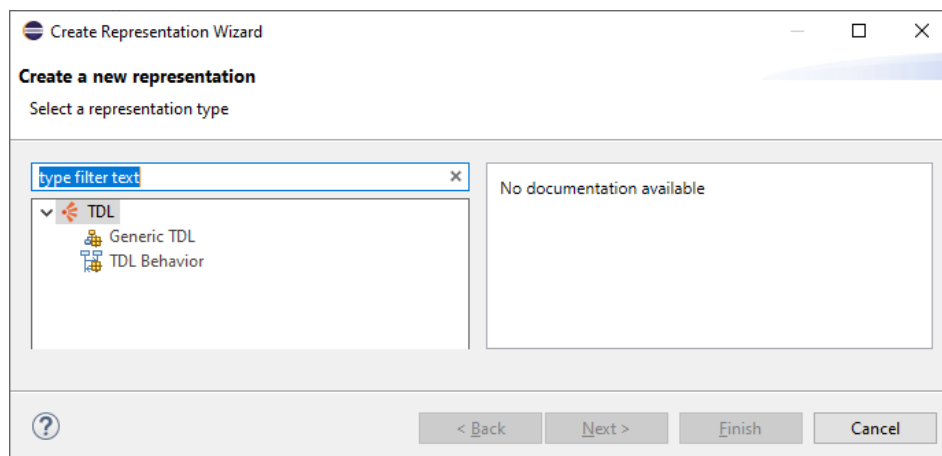 Create Representation Wizard
Create a new representation
Select a representation type
type filter text
No documentation available
TDL
Generic TDL
TDL Behavior
< Back
Next >
Finish
Cancel